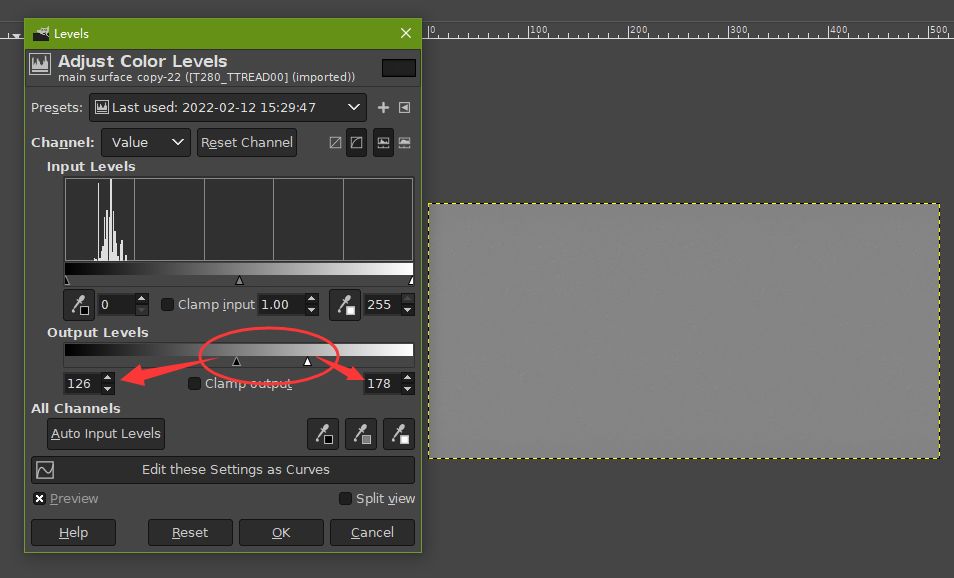 Levels
Adjust Color Levels
main surface copy-22 ([T280_TTREAD00] (imported))
Presets: Last used: 2022-02-12 15:29:47
Channel: Value Reset Channel
Input Levels
0 Clamp input 1.00 255
Output Levels
126 Clamp output 178
All Channels
Auto Input Levels
Edit these Settings as Curves
Preview Split view
Help Reset OK Cancel
0 100 200 300 400 500